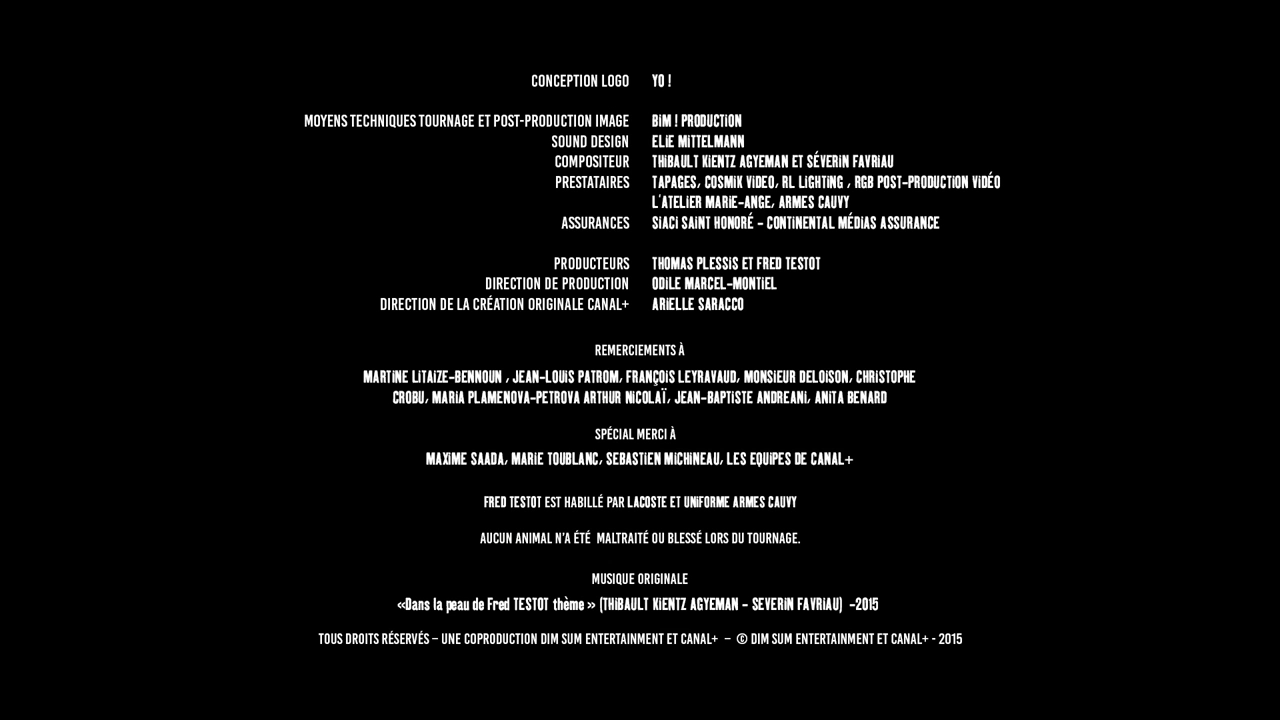 CONCEPTION LOGO YO !
MOYENS TECHNIQUES TOURNAGE ET POST-PRODUCTION IMAGE BiM ! PRODUCTiON
SOUND DESIGN ELiE MiTTELMANN
COMPOSITEUR THiBAULT KiENTZ AGYEMAN ET SÉVERiN FAVRiAU
PRESTATAIRES TAPAGES, COSMiK ViDEO, RL LiGHTiNG , RGB POST-PRODUCTiON ViDÉO
L'ATELiER MARiE-ANGE, ARMES CAUVY
ASSURANCES SiACi SAiNT HONORÉ - CONTiNENTAL MÉDiAS ASSURANCE
PRODUCTEURS THOMAS PLESSiS ET FRED TESTOT
DIRECTION DE PRODUCTION ODiLE MARCEL-MONTiEL
DIRECTION DE LA CRÉATION ORIGINALE CANAL+ ARiELLE SARACCO
REMERCIEMENTS À
MARTiNE LiTAiZE-BENNOUN , JEAN-LOUiS PATROM, FRANÇOiS LEYRAVAUD, MONSiEUR DELOiSON, CHRiSTOPHE
CROBU, MARiA PLAMENOVA-PETROVA ARTHUR NiCOLAÏ, JEAN-BAPTiSTE ANDREANi, ANiTA BENARD
SPÉCIAL MERCI À
MAXiME SAADA, MARiE TOUBLANC, SEBASTiEN MiCHiNEAU, LES EQUiPES DE CANAL+
FRED TESTOT EST HABILLÉ PAR LACOSTE ET UNiFORME ARMES CAUVY
AUCUN ANIMAL N'A ÉTÉ MALTRAITÉ OU BLESSÉ LORS DU TOURNAGE.
MUSIQUE ORIGINALE
«Dans la peau de Fred TESTOT thème » (THiBAULT KiENTZ AGYEMAN - SEVERiN FAVRiAU) -2015
TOUS DROITS RÉSERVÉS – UNE COPRODUCTION DIM SUM ENTERTAINMENT ET CANAL+ – © DIM SUM ENTERTAINMENT ET CANAL+ - 2015